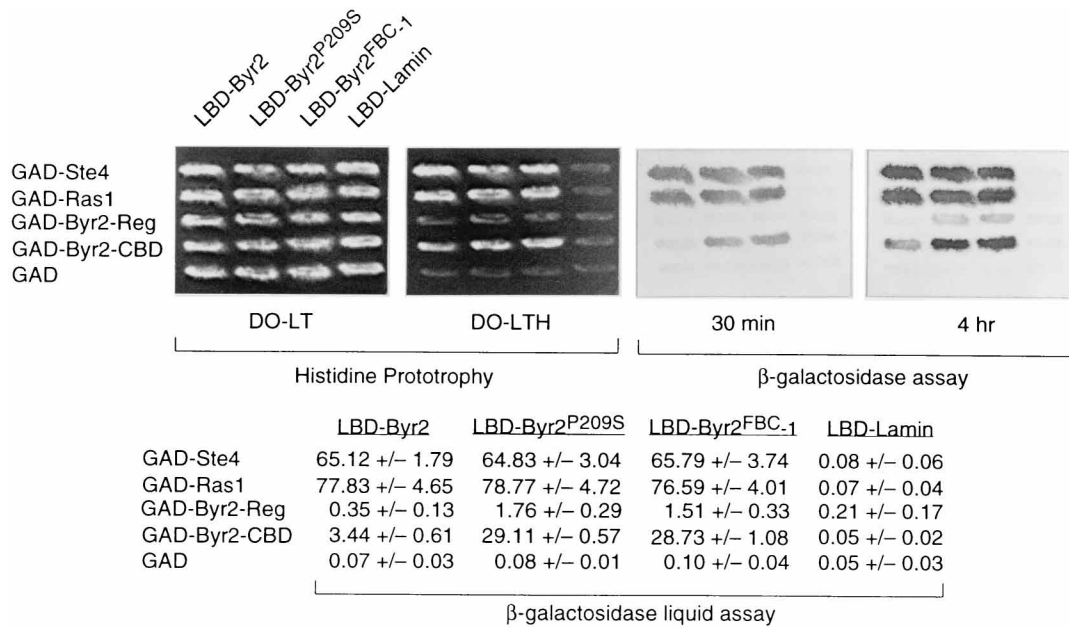 LBD-Byr2
LBD-Byr2P209S
LBD-Byr2FBC-1
LBD-Lamin
GAD-Ste4
GAD-Ras1
GAD-Byr2-Reg
GAD-Byr2-CBD
GAD
DO-LT DO-LTH 30 min 4 hr
Histidine Prototrophy β-galactosidase assay
LBD-Byr2 LBD-Byr2P209S LBD-Byr2FBC-1 LBD-Lamin
GAD-Ste4 65.12 +/− 1.79 64.83 +/− 3.04 65.79 +/− 3.74 0.08 +/− 0.06
GAD-Ras1 77.83 +/− 4.65 78.77 +/− 4.72 76.59 +/− 4.01 0.07 +/− 0.04
GAD-Byr2-Reg 0.35 +/− 0.13 1.76 +/− 0.29 1.51 +/− 0.33 0.21 +/− 0.17
GAD-Byr2-CBD 3.44 +/− 0.61 29.11 +/− 0.57 28.73 +/− 1.08 0.05 +/− 0.02
GAD 0.07 +/− 0.03 0.08 +/− 0.01 0.10 +/− 0.04 0.05 +/− 0.03
β-galactosidase liquid assay